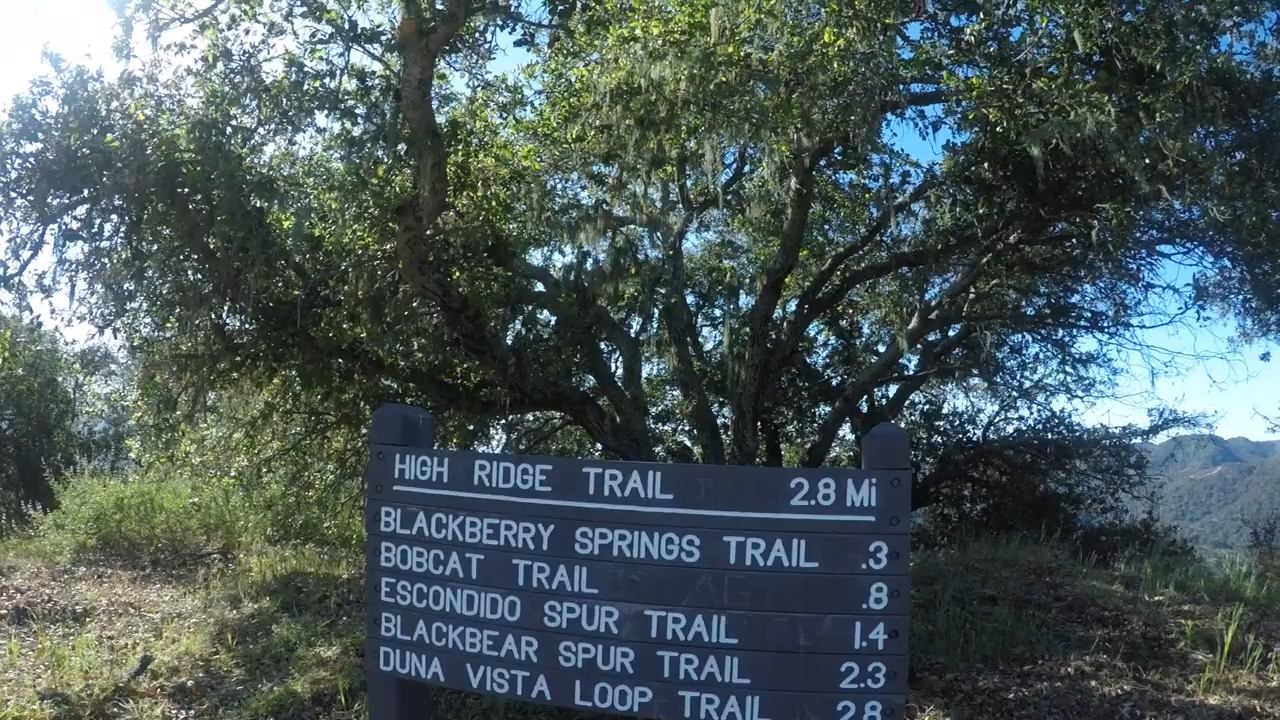 HIGH RIDGE TRAIL 2.8 Mi
BLACKBERRY SPRINGS TRAIL .3
BOBCAT TRAIL .8
ESCONDIDO SPUR TRAIL 1.4
BLACKBEAR SPUR TRAIL 2.3
DUNA VISTA LOOP TRAIL 2.8